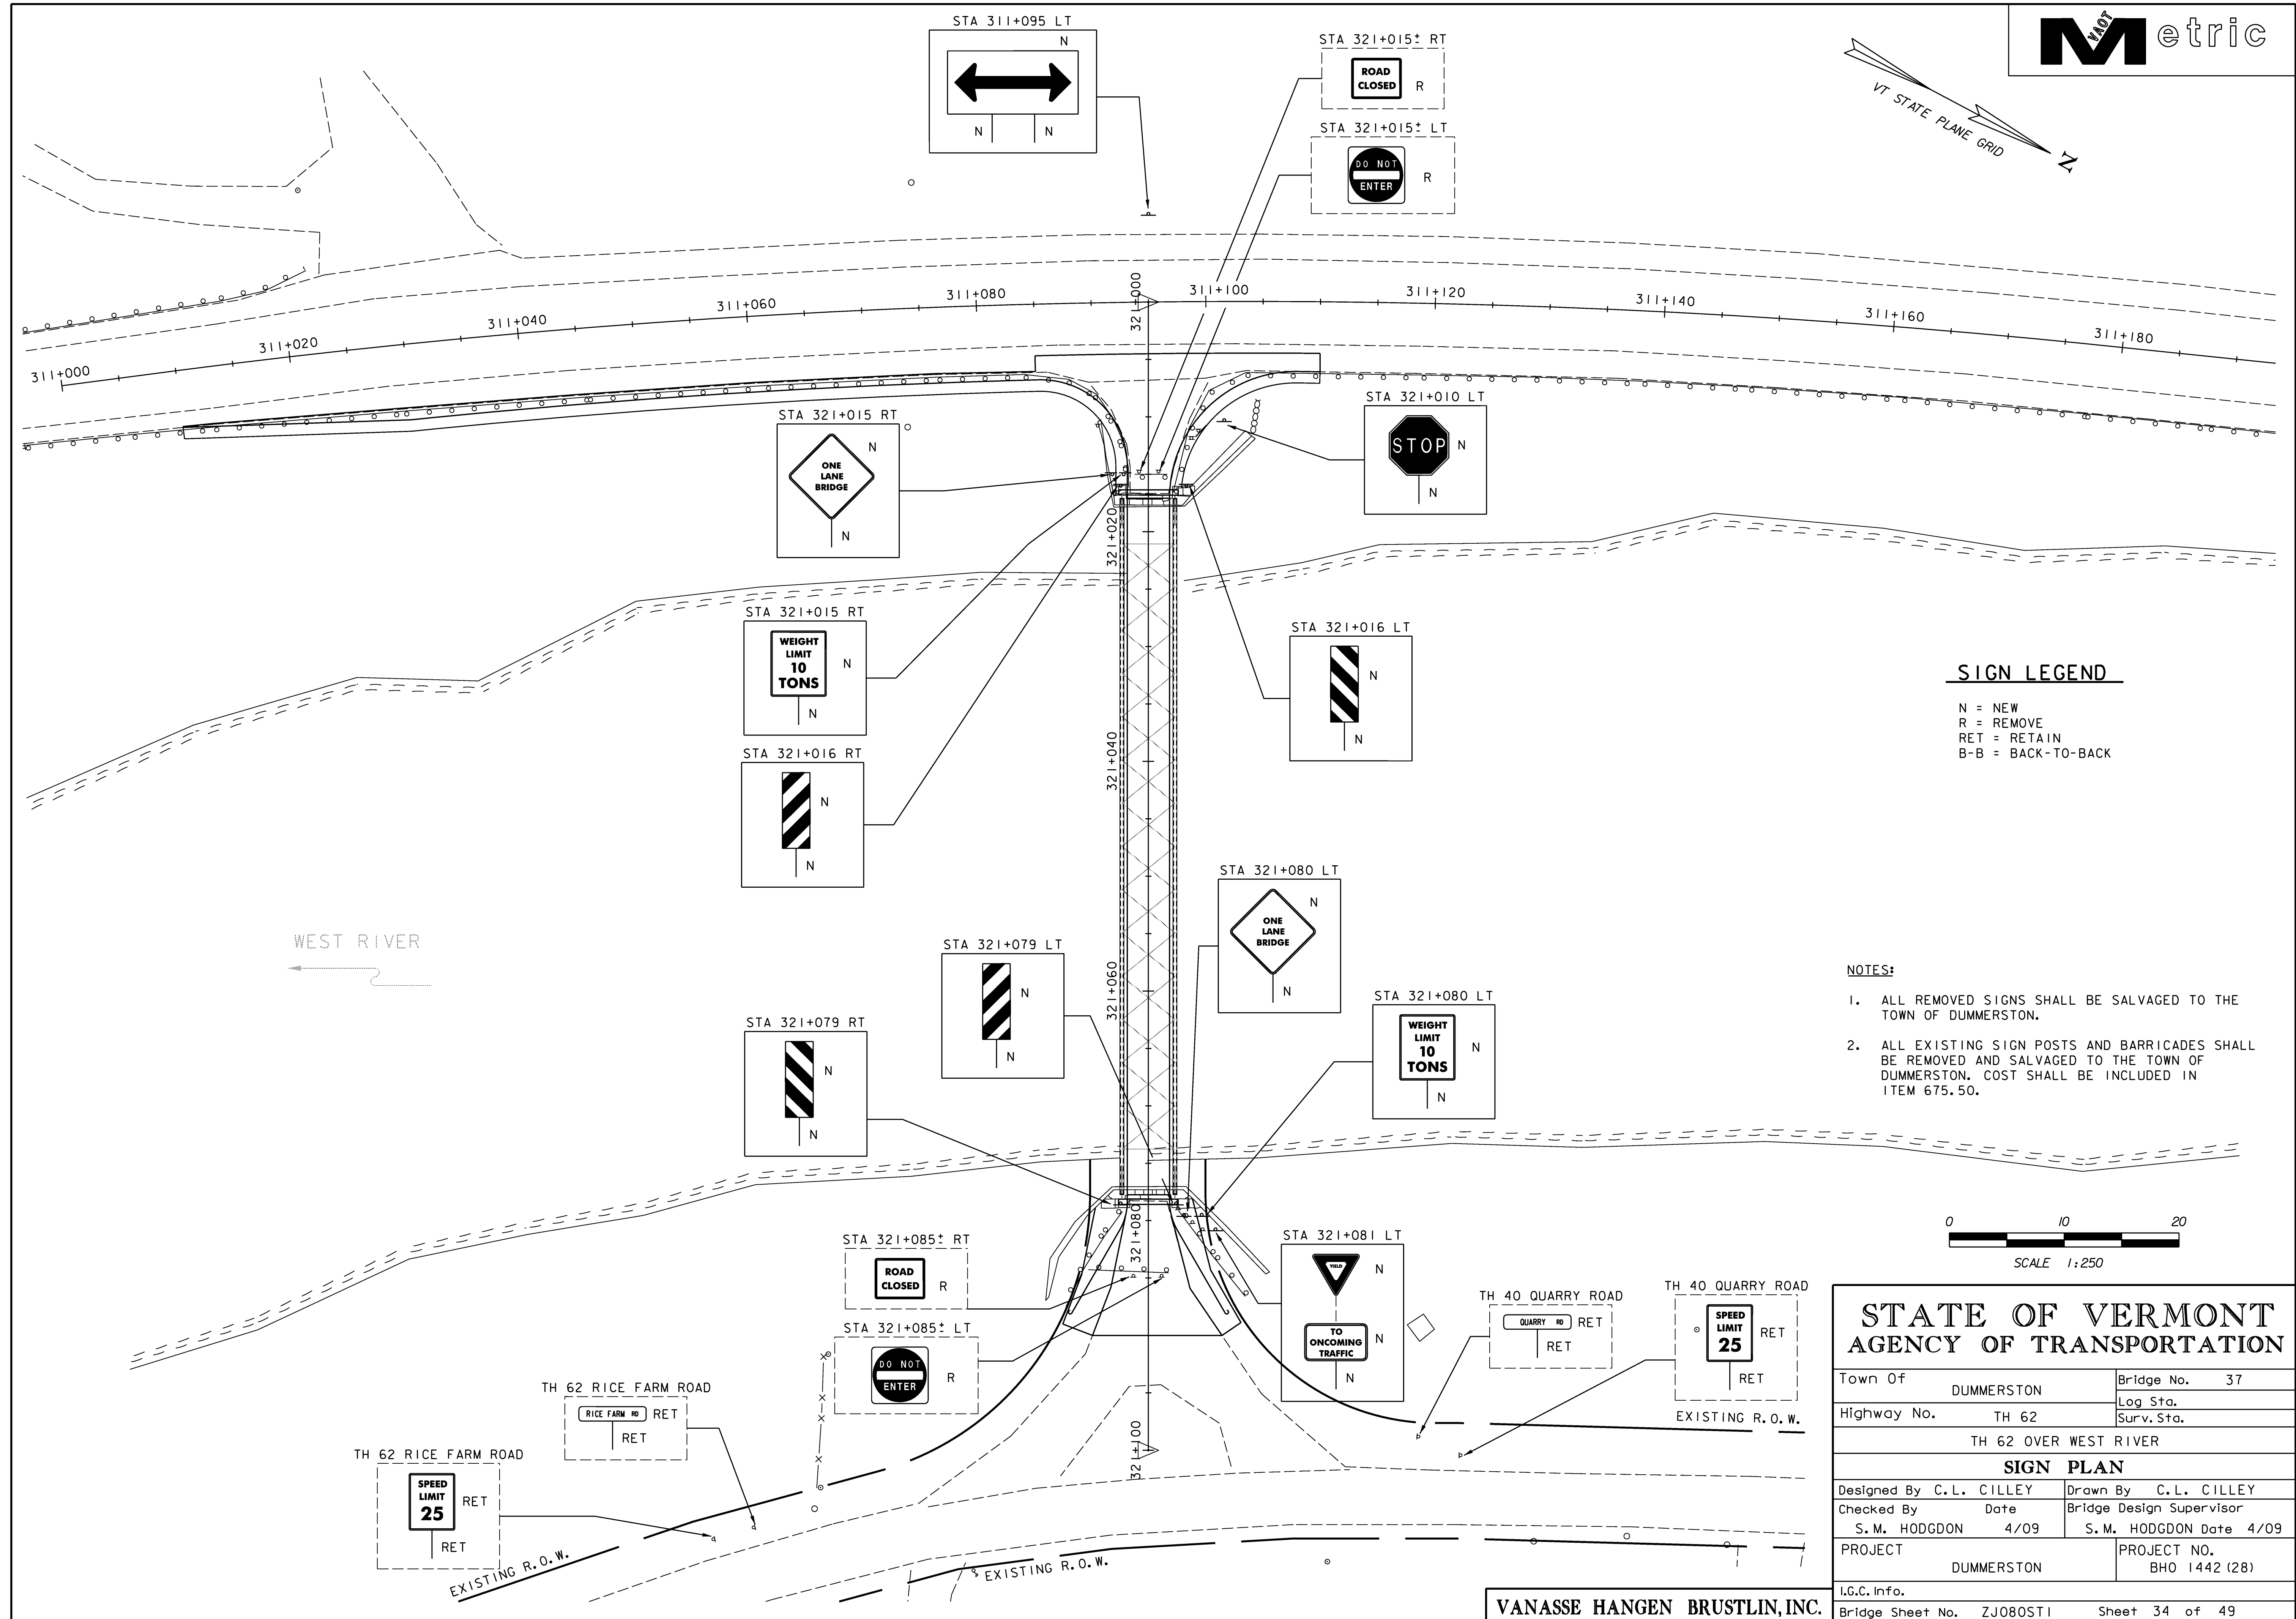 VAOT
Metric
VT STATE PLANE GRID
N
STA 311+095 LT
N
N
N
STA 321+015± RT
ROAD
CLOSED
R
STA 321+015± LT
DO NOT
ENTER
R
311+000
311+020
311+040
311+060
311+080
311+100
311+120
311+140
311+160
311+180
321+000
STA 321+015 RT
ONE
LANE
BRIDGE
N
N
STA 321+010 LT
STOP
N
N
321+020
STA 321+015 RT
WEIGHT
LIMIT
10
TONS
N
N
STA 321+016 LT
N
N
STA 321+016 RT
N
N
321+040
SIGN LEGEND
N = NEW
R = REMOVE
RET = RETAIN
B-B = BACK-TO-BACK
WEST RIVER
STA 321+080 LT
ONE
LANE
BRIDGE
N
N
STA 321+079 LT
N
N
321+060
STA 321+080 LT
WEIGHT
LIMIT
10
TONS
N
N
STA 321+079 RT
N
N
NOTES:
1. ALL REMOVED SIGNS SHALL BE SALVAGED TO THE
TOWN OF DUMMERSTON.
2. ALL EXISTING SIGN POSTS AND BARRICADES SHALL
BE REMOVED AND SALVAGED TO THE TOWN OF
DUMMERSTON. COST SHALL BE INCLUDED IN
ITEM 675.50.
321+080
STA 321+085± RT
ROAD
CLOSED
R
STA 321+085± LT
DO NOT
ENTER
R
STA 321+081 LT
YIELD
N
TO
ONCOMING
TRAFFIC
N
N
TH 40 QUARRY ROAD
QUARRY RD
RET
RET
TH 40 QUARRY ROAD
SPEED
LIMIT
25
RET
RET
0 10 20
SCALE 1:250
TH 62 RICE FARM ROAD
RICE FARM RD
RET
RET
TH 62 RICE FARM ROAD
SPEED
LIMIT
25
RET
RET
321+100
EXISTING R.O.W.
EXISTING R.O.W.
EXISTING R.O.W.
VANASSE HANGEN BRUSTLIN, INC.
STATE OF VERMONT
AGENCY OF TRANSPORTATION
Town Of DUMMERSTON
Bridge No. 37
Log Sta.
Highway No. TH 62
Surv. Sta.
TH 62 OVER WEST RIVER
SIGN PLAN
Designed By C.L. CILLEY
Drawn By C.L. CILLEY
Checked By Date
S.M. HODGDON 4/09
Bridge Design Supervisor
S.M. HODGDON Date 4/09
PROJECT
DUMMERSTON
PROJECT NO.
BHO 1442 (28)
I.G.C. Info.
Bridge Sheet No. ZJ080ST1 Sheet 34 of 49